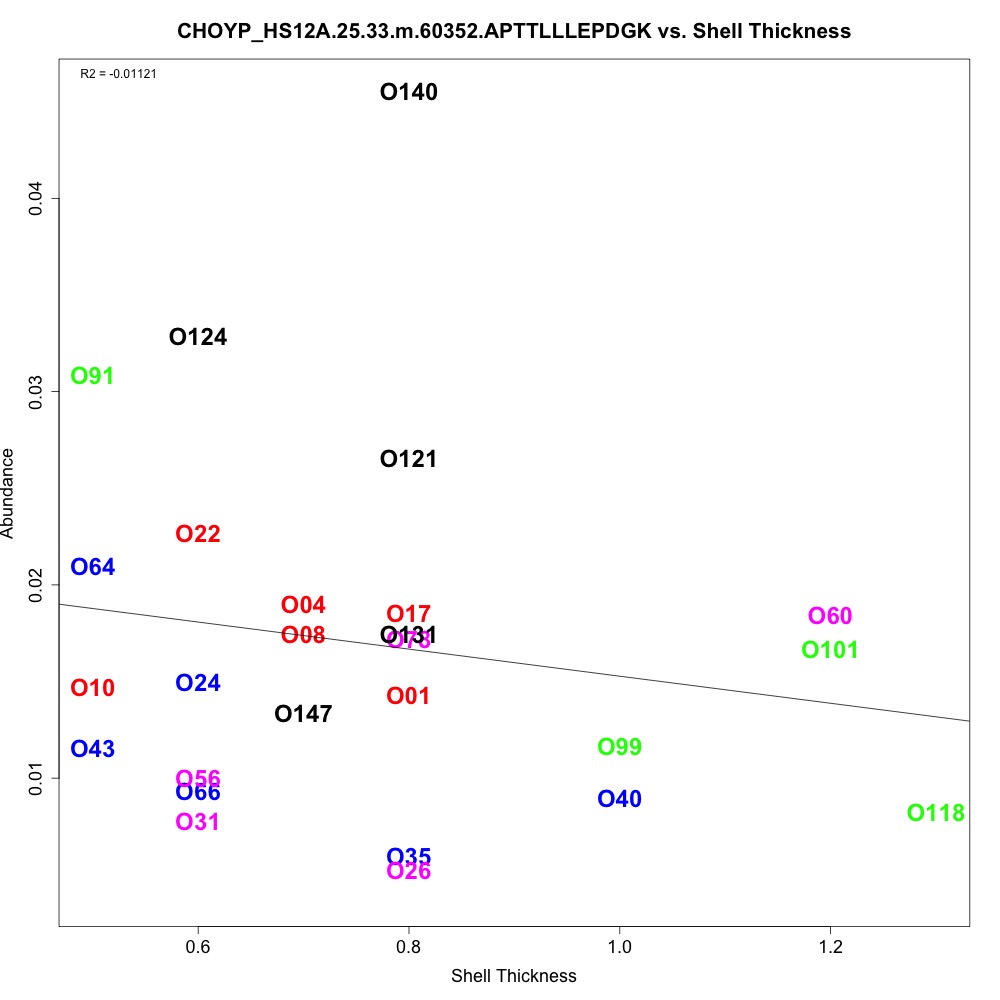 CHOYP_HS12A.25.33.m.60352.APTTLLLEPDGK vs. Shell Thickness
R2 = -0.01121
O140
0.04
O124
O91
0.03
O121
Abundance
O22
O64
0.02
O04
O17
O60
O08
O131
O78
O101
O24
O10
O01
O147
O99
O43
O56
0.01
O66
O40
O118
O31
O35
O26
0.6 0.8 1.0 1.2
Shell Thickness